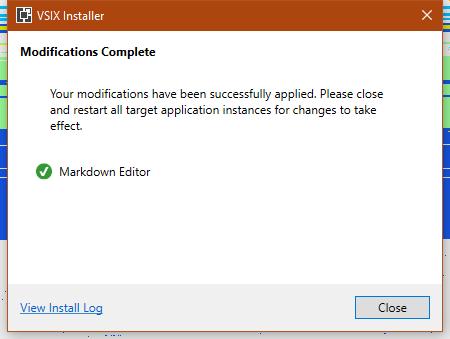 VSIX Installer
Modifications Complete
Your modifications have been successfully applied. Please close
and restart all target application instances for changes to take
effect.
Markdown Editor
View Install Log
Close